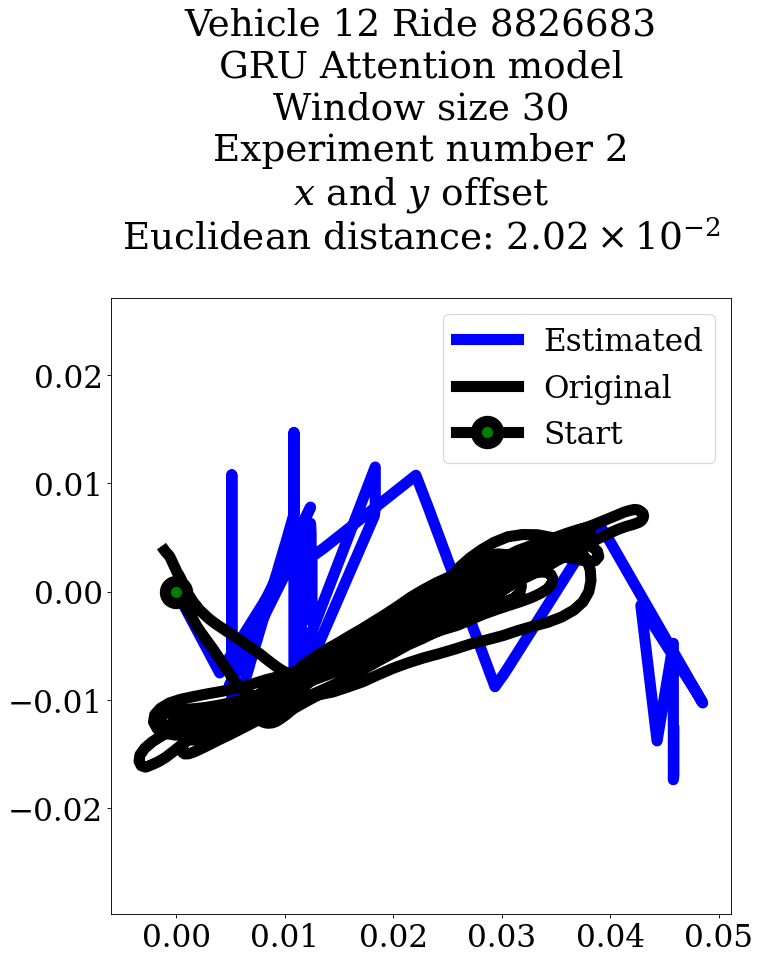 Vehicle 12 Ride 8826683
GRU Attention model
Window size 30
Experiment number 2
x and y offset
Euclidean distance: 2.02 × 10⁻²
Estimated
Original
Start
0.02
0.01
0.00
−0.01
−0.02
0.00 0.01 0.02 0.03 0.04 0.05